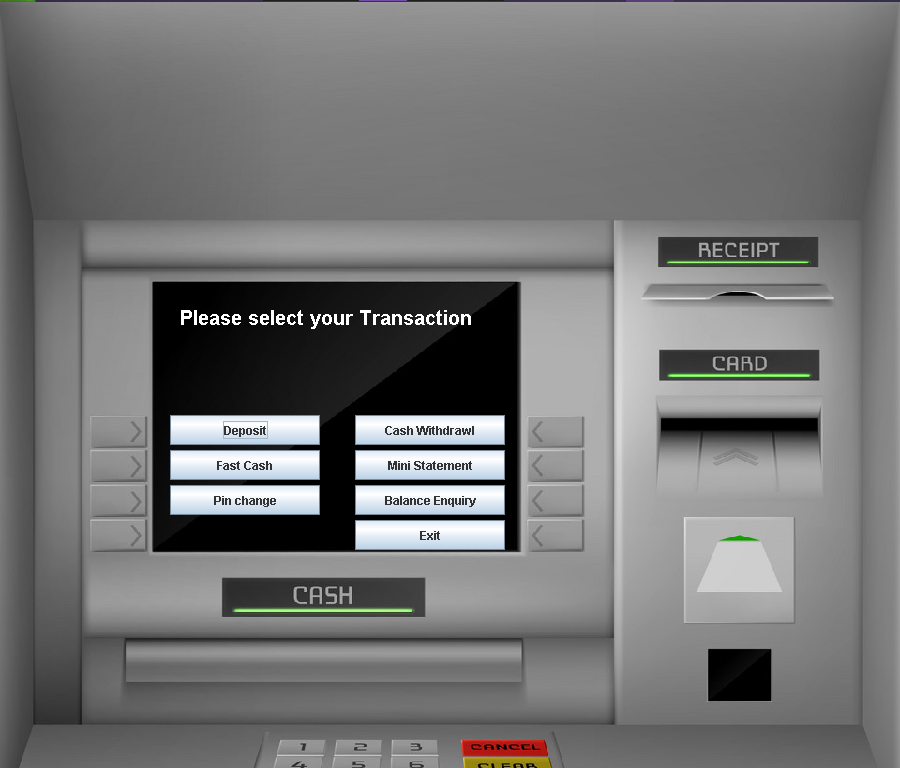 RECEIPT
Please select your Transaction
CARD
Deposit
Cash Withdrawl
Fast Cash
Mini Statement
Pin change
Balance Enquiry
Exit
CASH
1 2 3 CANCEL
4 5 6 CLEAR